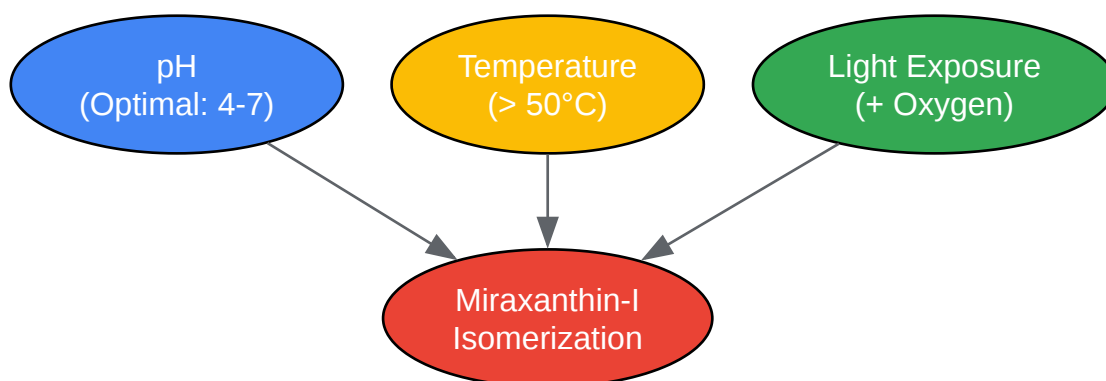 pH
(Optimal: 4-7)
Temperature
(> 50°C)
Light Exposure
(+ Oxygen)
Miraxanthin-I
Isomerization